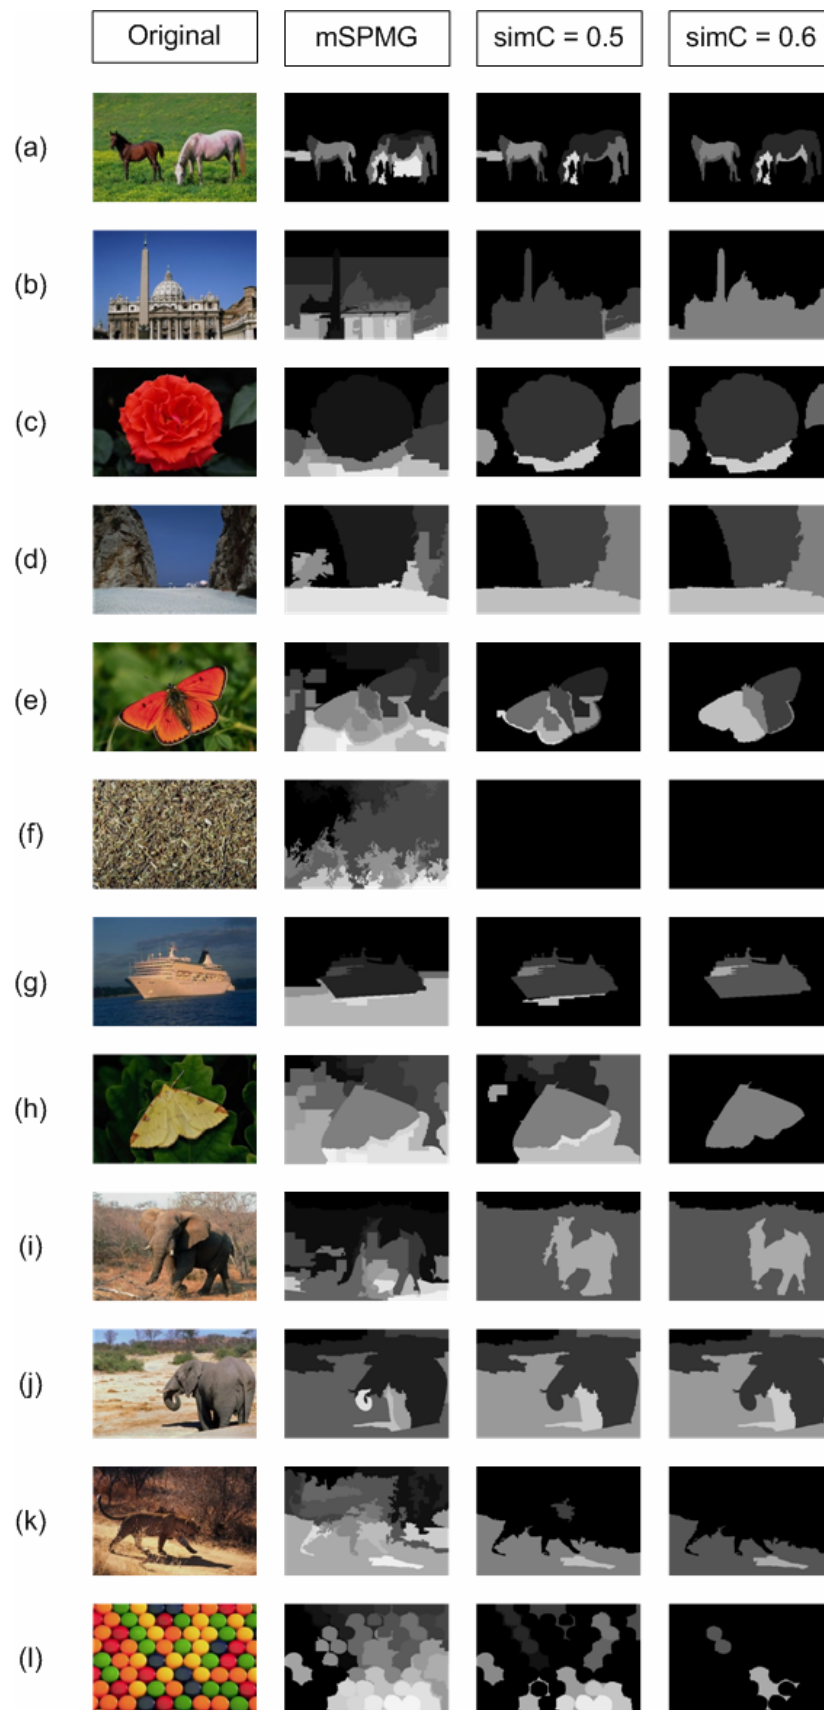 Original mSPMG simC = 0.5 simC = 0.6
(a)
(b)
(c)
(d)
(e)
(f)
(g)
(h)
(i)
(j)
(k)
(l)